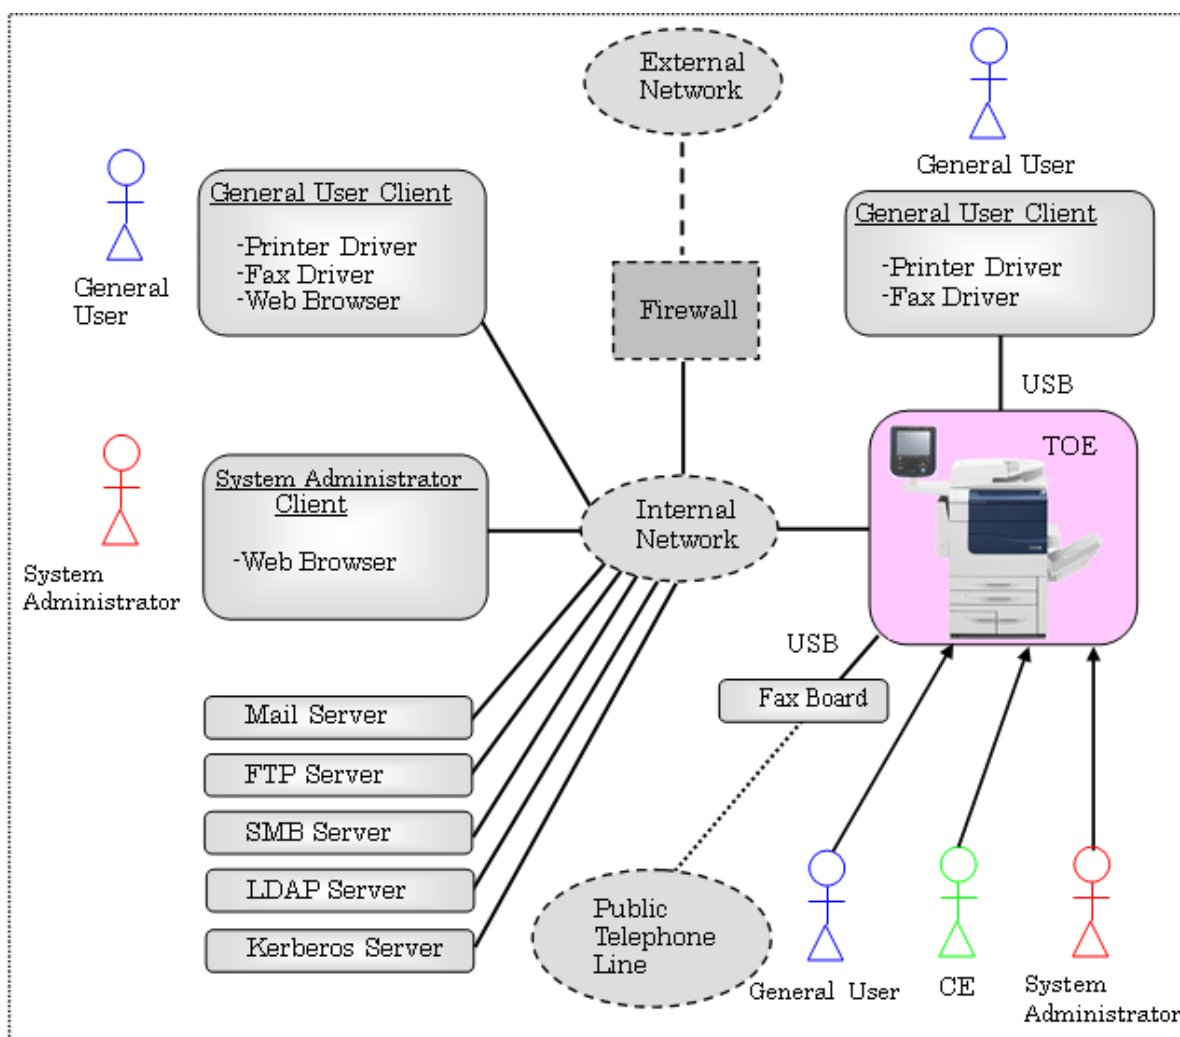 External
Network
General User
General User Client
-Printer Driver
-Fax Driver
-Web Browser
General
User
General User Client
-Printer Driver
-Fax Driver
Firewall
USB
TOE
System Administrator
Client
-Web Browser
System
Administrator
Internal
Network
USB
Fax Board
Mail Server
FTP Server
SMB Server
LDAP Server
Kerberos Server
Public
Telephone
Line
General User
CE
System
Administrator